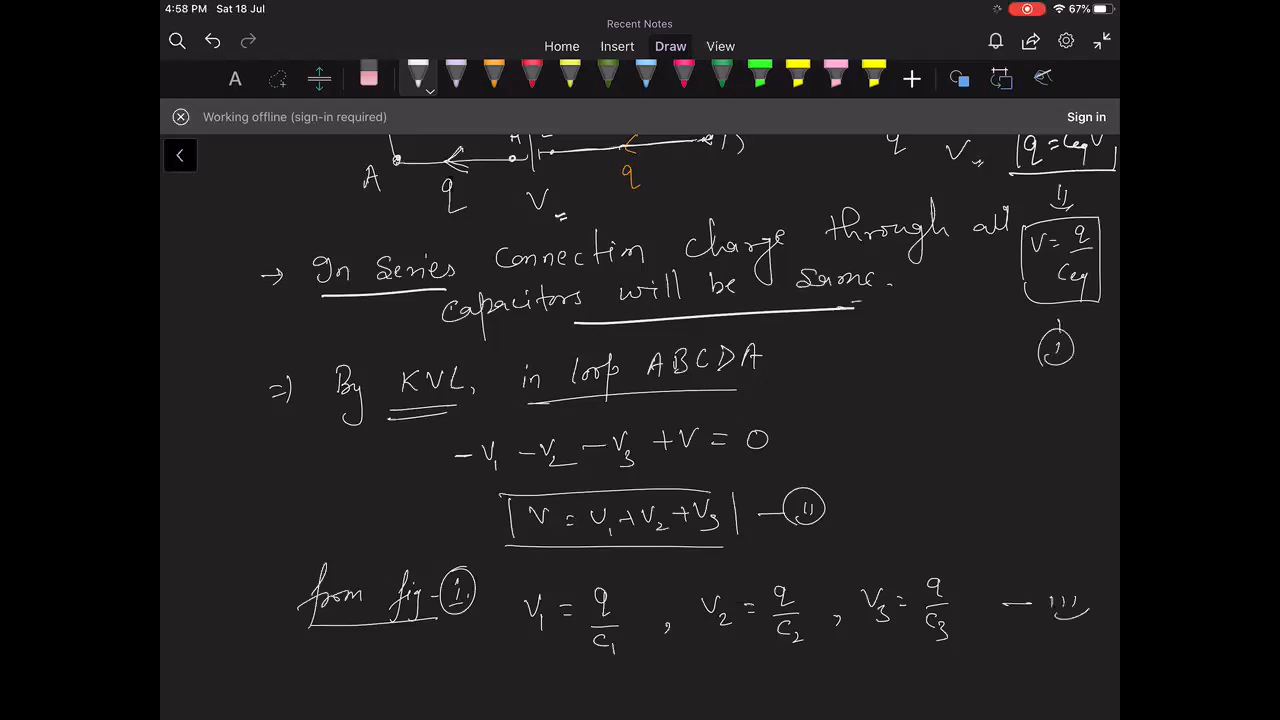 4:58 PM Sat 18 Jul
67%
Recent Notes
Home Insert Draw View
A
Working offline (sign-in required) Sign in
A q V q
q V q = Ceq V
→ In series connection charge through all
capacitors will be same.
V = q/Ceq
1
⇒) By KVL, in loop ABCDA
-V₁ -V₂ -V₃ +V = 0
V = V₁+V₂+V₃ — II
from fig-1. V₁ = q/C₁ , V₂ = q/C₂ , V₃ = q/C₃ — III